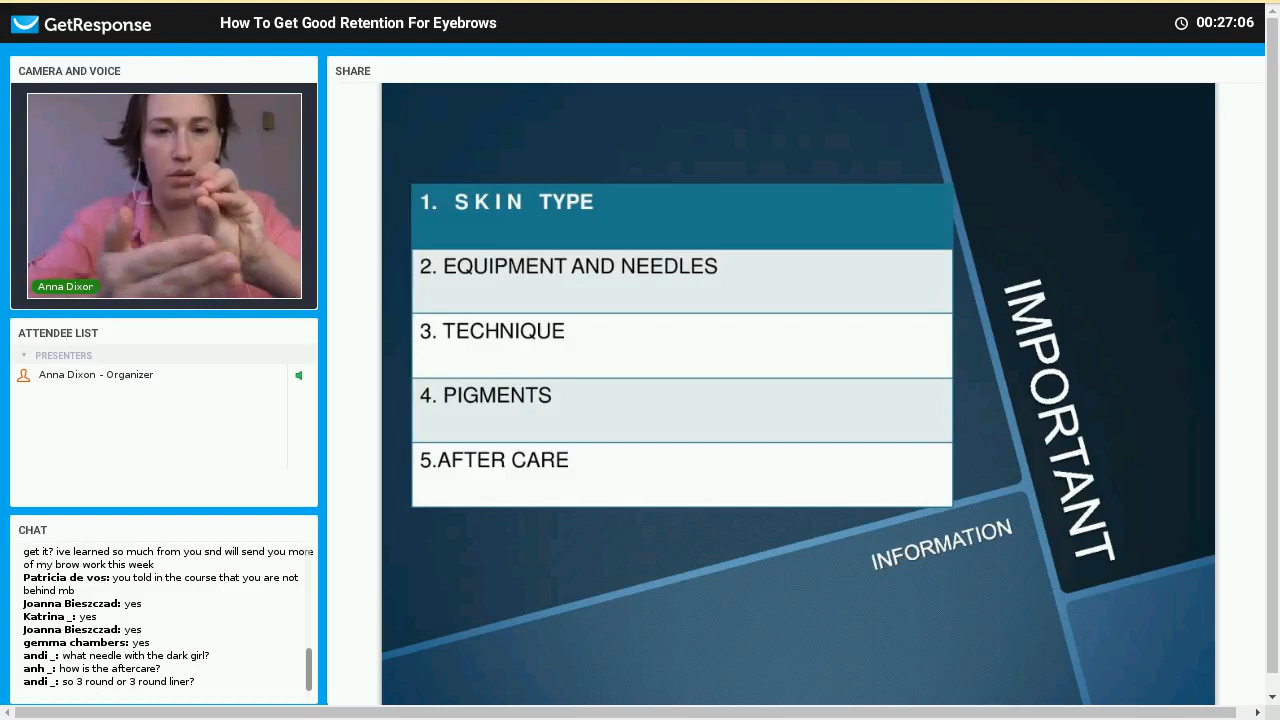 GetResponse
How To Get Good Retention For Eyebrows
00:27:06
CAMERA AND VOICE
Anna Dixon
ATTENDEE LIST
PRESENTERS
Anna Dixon - Organizer
CHAT
get it? ive learned so much from you snd will send you more
of my brow work this week
Patricia de vos: you told in the course that you are not
behind mb
Joanna Bieszczad: yes
Katrina _: yes
Joanna Bieszczad: yes
gemma chambers: yes
andi _: what needle with the dark girl?
anh _: how is the aftercare?
andi _: so 3 round or 3 round liner?
SHARE
1. SKIN TYPE
2. EQUIPMENT AND NEEDLES
3. TECHNIQUE
4. PIGMENTS
5.AFTER CARE
IMPORTANT
INFORMATION